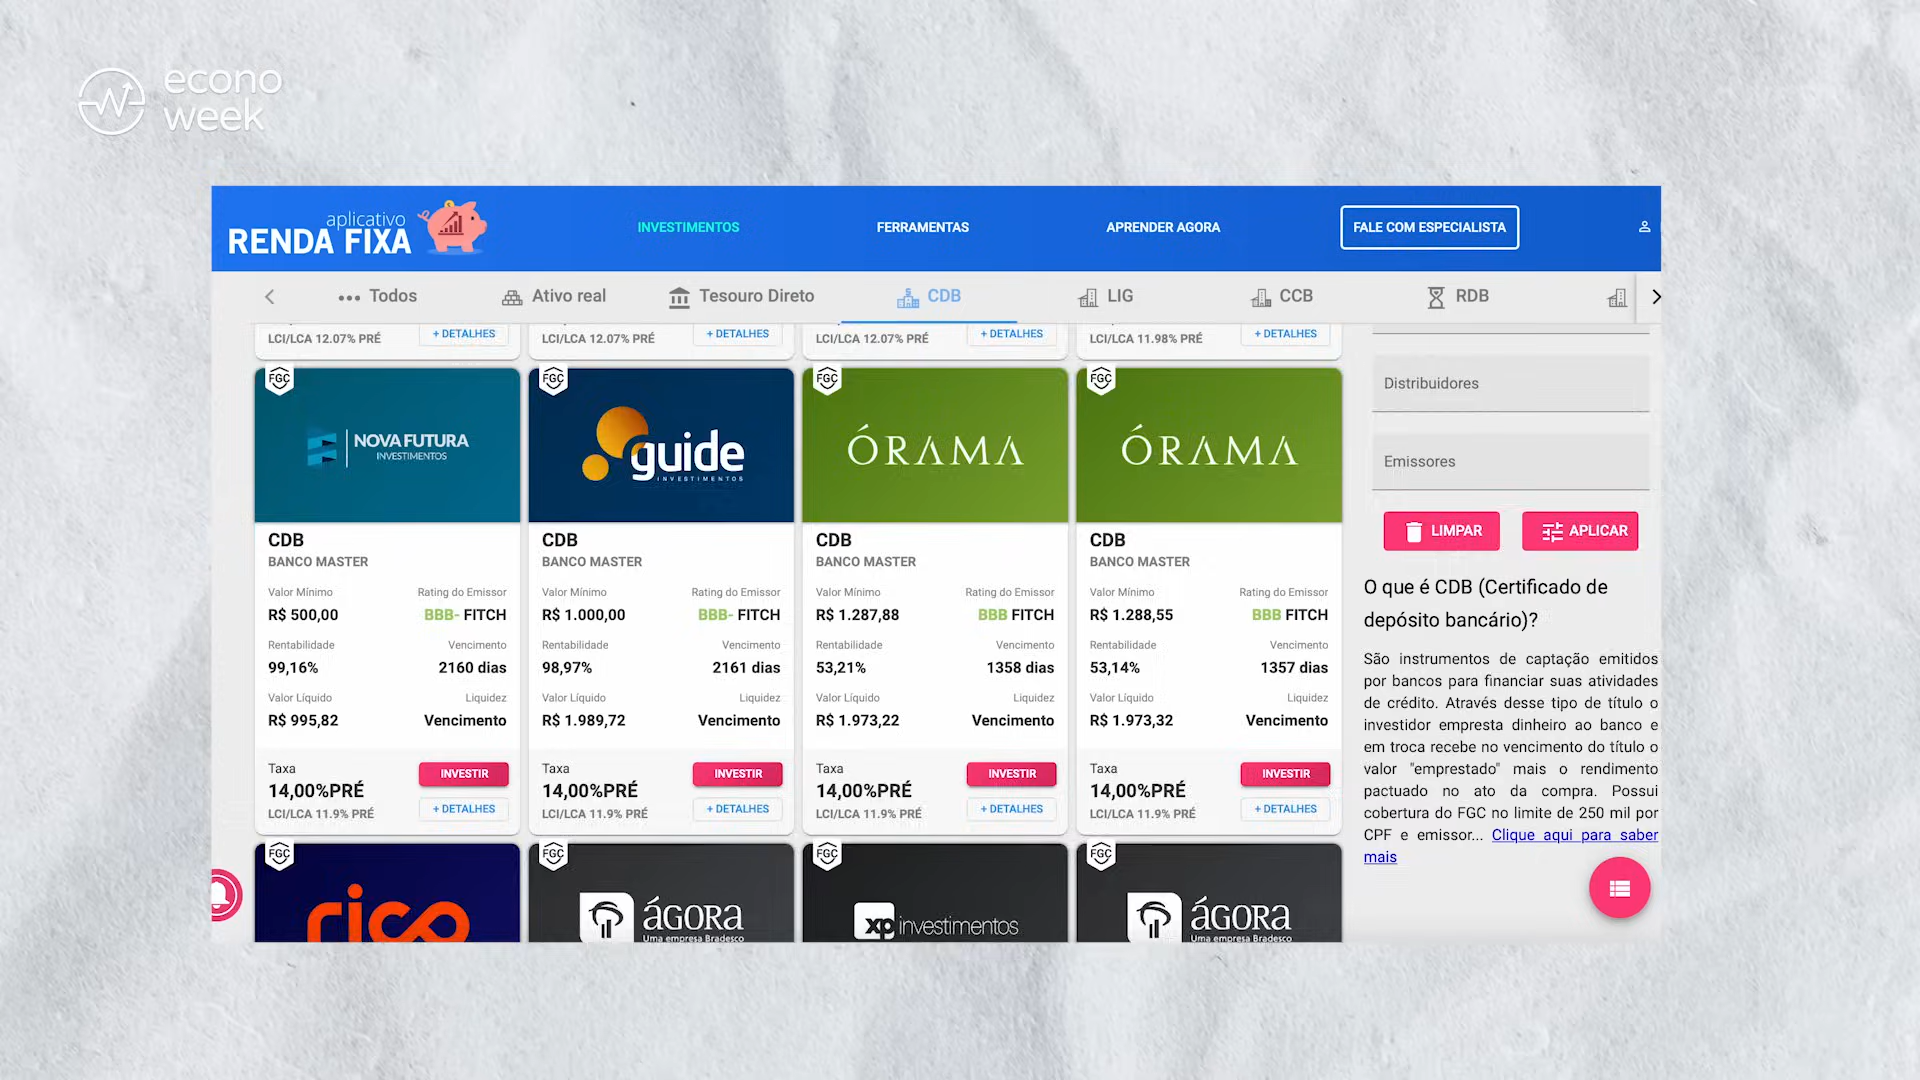 econo
week
aplicativo
RENDA FIXA
INVESTIMENTOS
FERRAMENTAS
APRENDER AGORA
FALE COM ESPECIALISTA
Todos
Ativo real
Tesouro Direto
CDB
LIG
CCB
RDB
LCI/LCA 12.07% PRÉ
+ DETALHES
LCI/LCA 12.07% PRÉ
+ DETALHES
LCI/LCA 12.07% PRÉ
+ DETALHES
LCI/LCA 11.98% PRÉ
+ DETALHES
FGC
NOVA FUTURA
INVESTIMENTOS
CDB
BANCO MASTER
Valor Mínimo
Rating do Emissor
R$ 500,00
BBB- FITCH
Rentabilidade
Vencimento
99,16%
2160 dias
Valor Líquido
Liquidez
R$ 995,82
Vencimento
Taxa
14,00%PRÉ
INVESTIR
LCI/LCA 11.9% PRÉ
+ DETALHES
FGC
guide
INVESTIMENTOS
CDB
BANCO MASTER
Valor Mínimo
Rating do Emissor
R$ 1.000,00
BBB- FITCH
Rentabilidade
Vencimento
98,97%
2161 dias
Valor Líquido
Liquidez
R$ 1.989,72
Vencimento
Taxa
14,00%PRÉ
INVESTIR
LCI/LCA 11.9% PRÉ
+ DETALHES
FGC
ÓRAMA
CDB
BANCO MASTER
Valor Mínimo
Rating do Emissor
R$ 1.287,88
BBB FITCH
Rentabilidade
Vencimento
53,21%
1358 dias
Valor Líquido
Liquidez
R$ 1.973,22
Vencimento
Taxa
14,00%PRÉ
INVESTIR
LCI/LCA 11.9% PRÉ
+ DETALHES
FGC
ÓRAMA
CDB
BANCO MASTER
Valor Mínimo
Rating do Emissor
R$ 1.288,55
BBB FITCH
Rentabilidade
Vencimento
53,14%
1357 dias
Valor Líquido
Liquidez
R$ 1.973,32
Vencimento
Taxa
14,00%PRÉ
INVESTIR
LCI/LCA 11.9% PRÉ
+ DETALHES
FGC
rico
FGC
ágora
Uma empresa Bradesco
FGC
xp investimentos
FGC
ágora
Uma empresa Bradesco
Distribuidores
Emissores
LIMPAR
APLICAR
O que é CDB (Certificado de
depósito bancário)?
São instrumentos de captação emitidos
por bancos para financiar suas atividades
de crédito. Através desse tipo de título o
investidor empresta dinheiro ao banco e
em troca recebe no vencimento do título o
valor "emprestado" mais o rendimento
pactuado no ato da compra. Possui
cobertura do FGC no limite de 250 mil por
CPF e emissor... Clique aqui para saber
mais